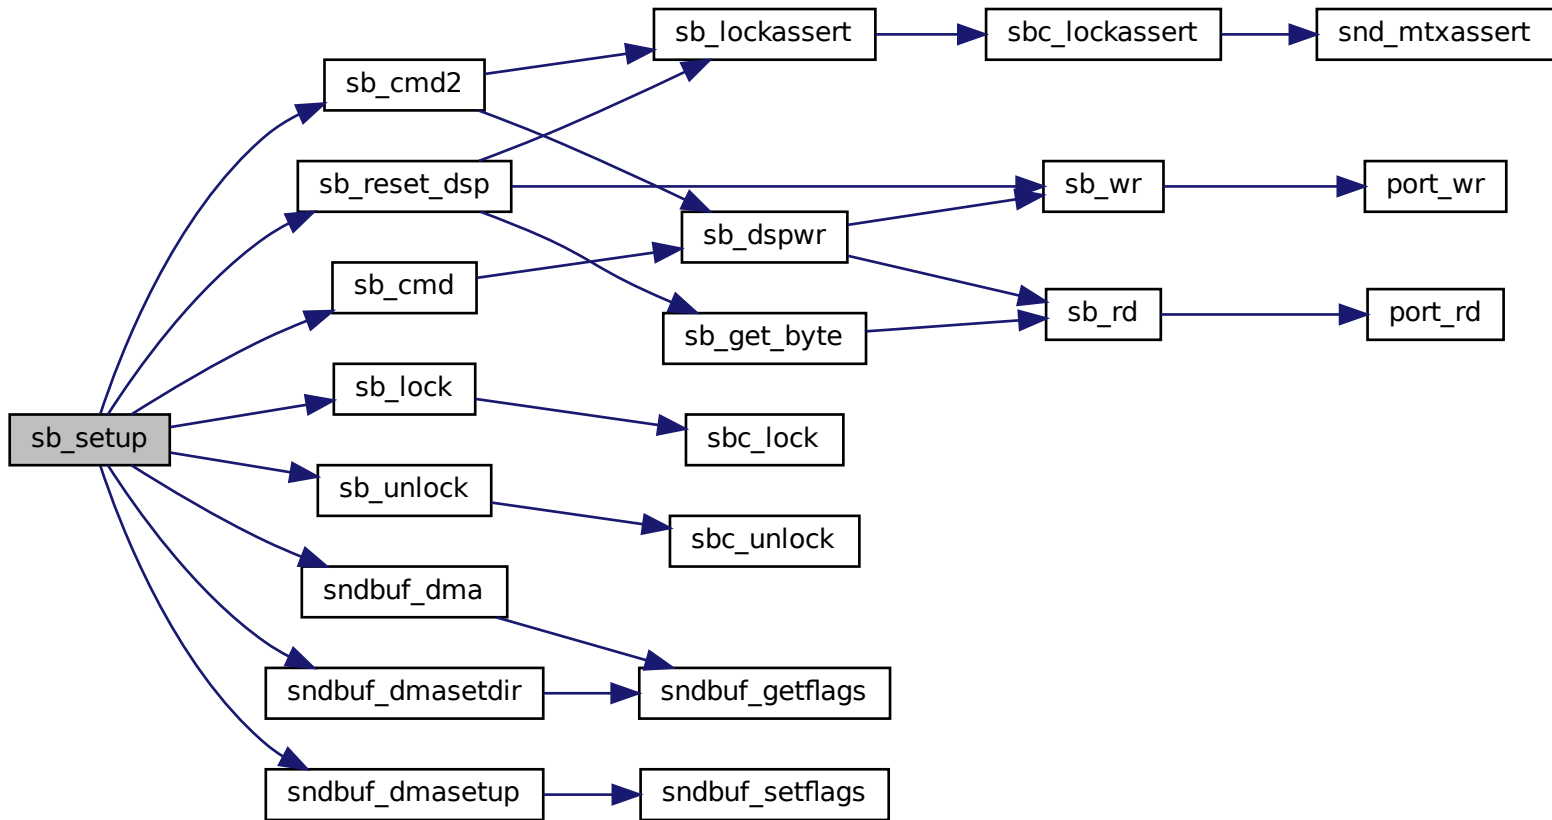 sb_lockassert
sbc_lockassert
snd_mtxassert
sb_cmd2
sb_reset_dsp
sb_wr
port_wr
sb_dspwr
sb_cmd
sb_rd
port_rd
sb_get_byte
sb_lock
sb_setup
sbc_lock
sb_unlock
sbc_unlock
sndbuf_dma
sndbuf_dmasetdir
sndbuf_getflags
sndbuf_dmasetup
sndbuf_setflags